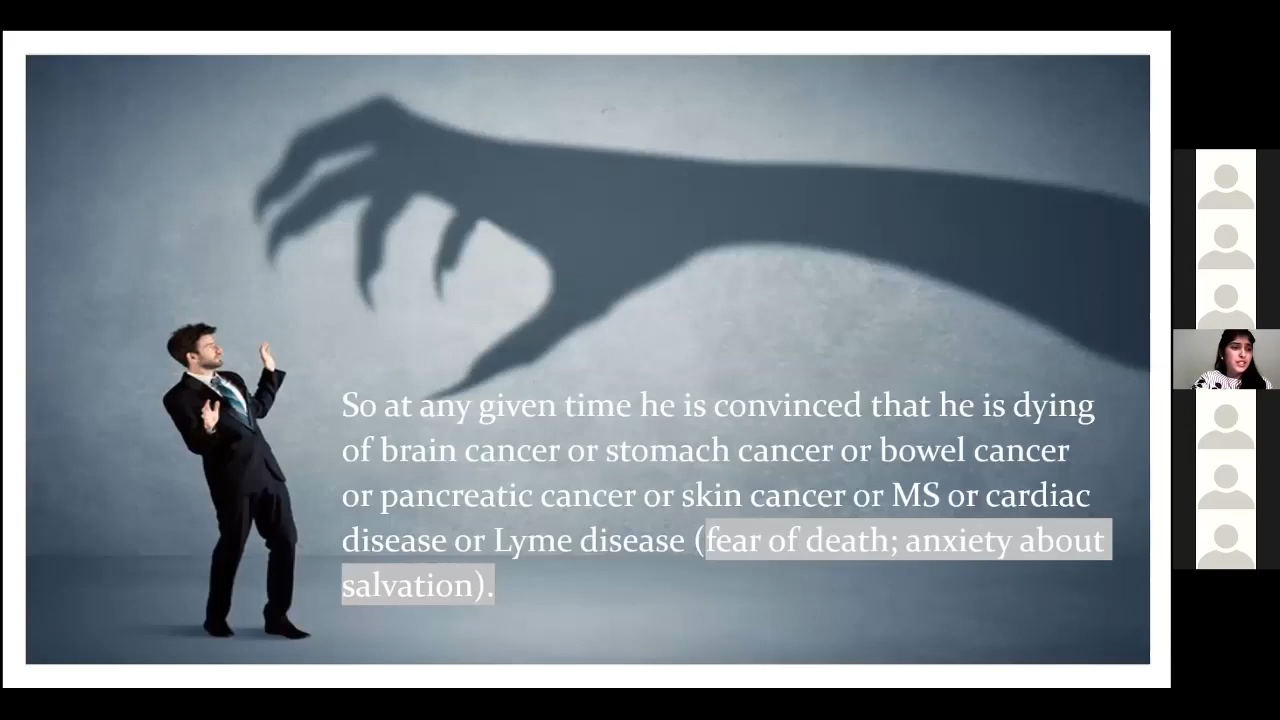 So at any given time he is convinced that he is dying
of brain cancer or stomach cancer or bowel cancer
or pancreatic cancer or skin cancer or MS or cardiac
disease or Lyme disease (fear of death; anxiety about
salvation).